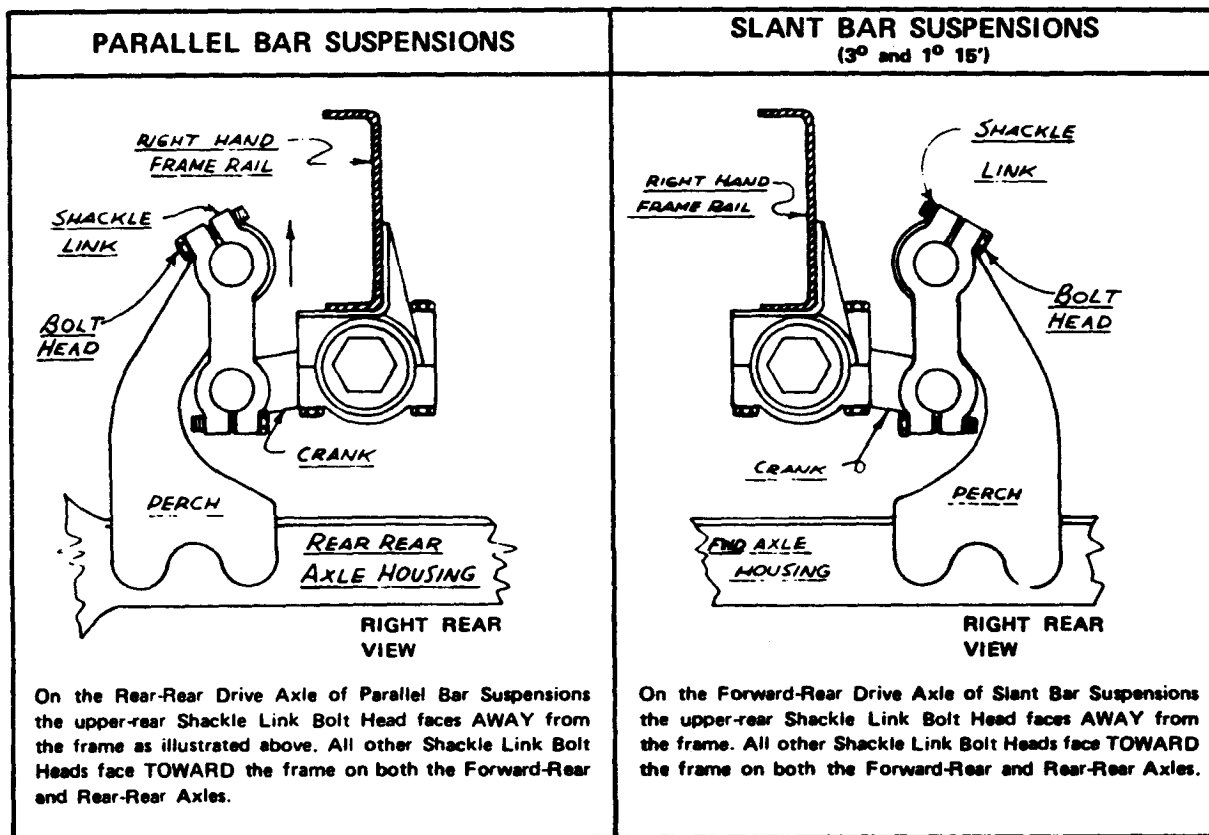 PARALLEL BAR SUSPENSIONS
RIGHT HAND
FRAME RAIL
SHACKLE
LINK
BOLT
HEAD
CRANK
PERCH
REAR REAR
AXLE HOUSING
RIGHT REAR
VIEW
On the Rear-Rear Drive Axle of Parallel Bar Suspensions
the upper-rear Shackle Link Bolt Head faces AWAY from
the frame as illustrated above. All other Shackle Link Bolt
Heads face TOWARD the frame on both the Forward-Rear
and Rear-Rear Axles.
SLANT BAR SUSPENSIONS
(3º and 1º 15')
SHACKLE
LINK
RIGHT HAND
FRAME RAIL
BOLT
HEAD
CRANK
PERCH
FWD AXLE
HOUSING
RIGHT REAR
VIEW
On the Forward-Rear Drive Axle of Slant Bar Suspensions
the upper-rear Shackle Link Bolt Head faces AWAY from
the frame. All other Shackle Link Bolt Heads face TOWARD
the frame on both the Forward-Rear and Rear-Rear Axles.